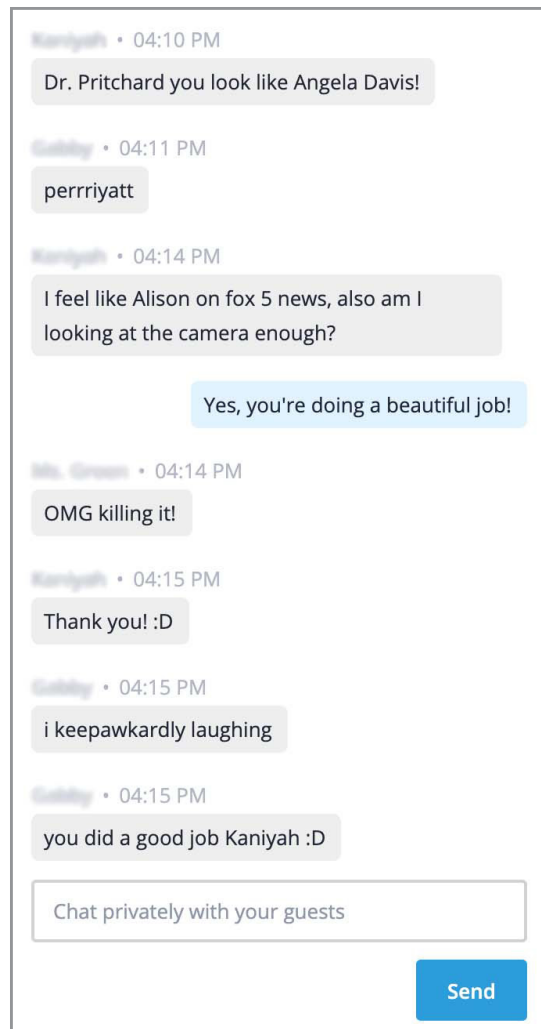 • 04:10 PM
Dr. Pritchard you look like Angela Davis!
• 04:11 PM
perrriyatt
• 04:14 PM
I feel like Alison on fox 5 news, also am I
looking at the camera enough?
Yes, you're doing a beautiful job!
• 04:14 PM
OMG killing it!
• 04:15 PM
Thank you! :D
• 04:15 PM
i keepawkardly laughing
• 04:15 PM
you did a good job Kaniyah :D
Chat privately with your guests
Send